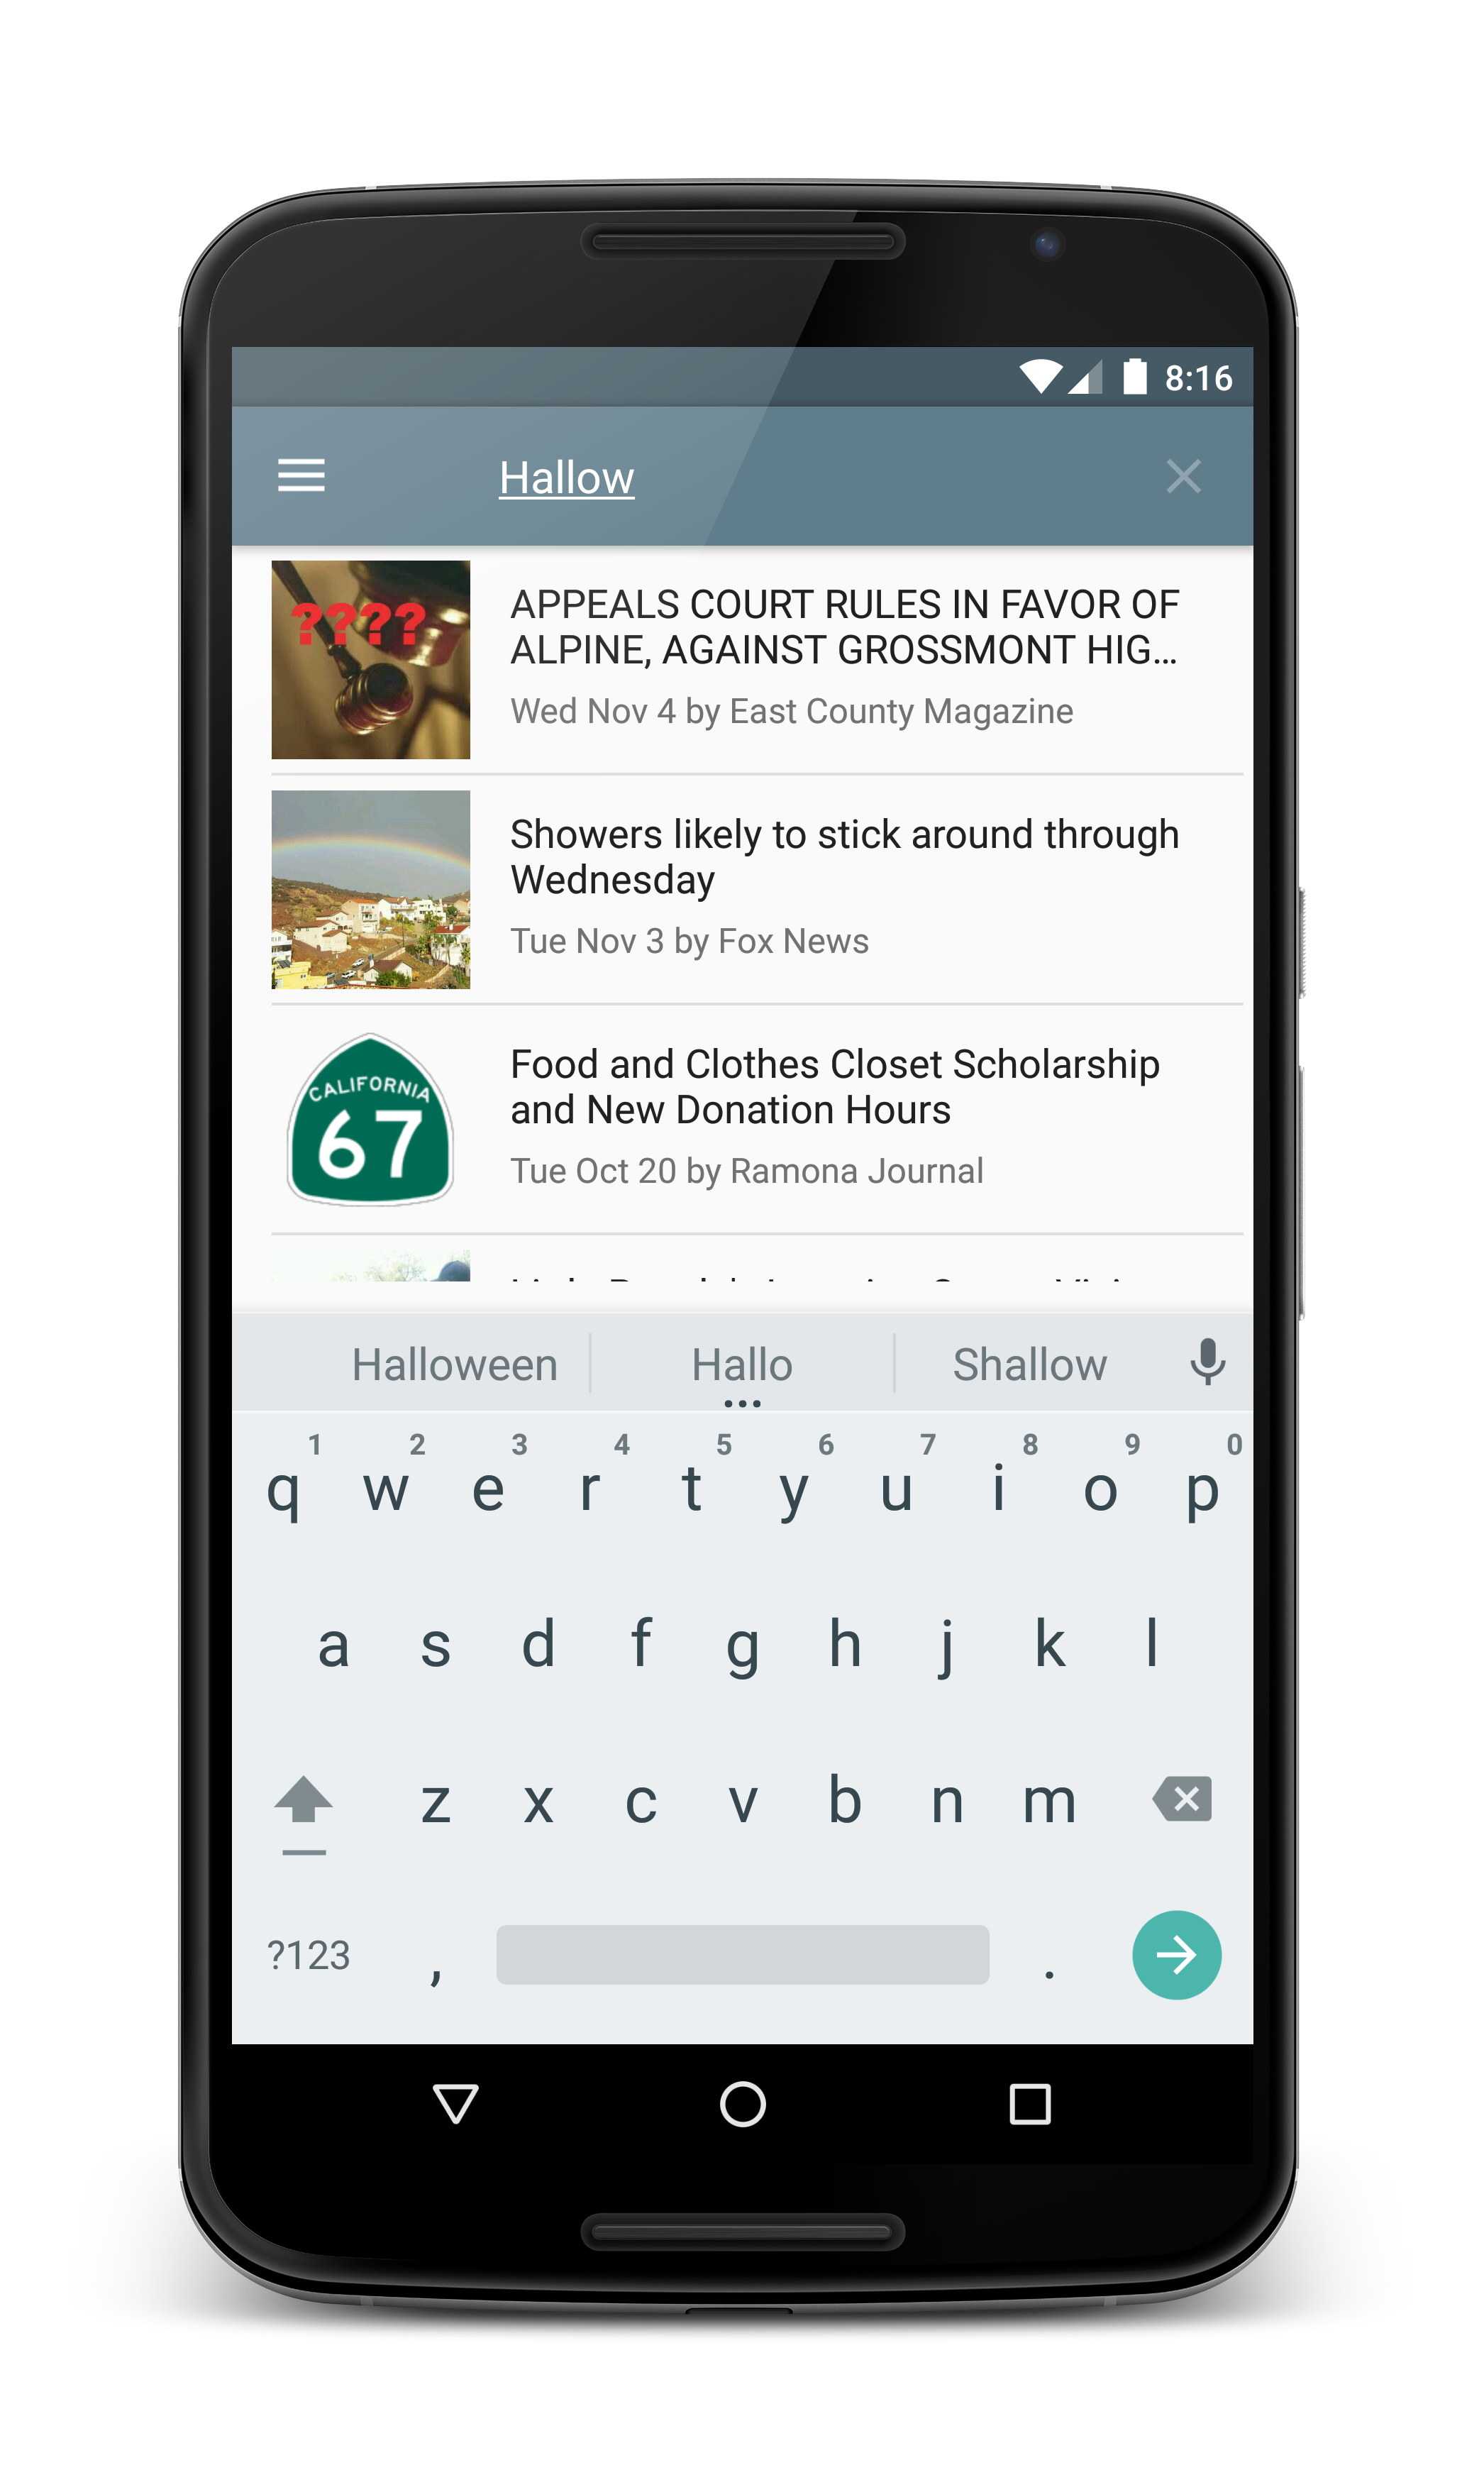 8:16
Hallow
????
APPEALS COURT RULES IN FAVOR OF
ALPINE, AGAINST GROSSMONT HIG...
Wed Nov 4 by East County Magazine
Showers likely to stick around through
Wednesday
Tue Nov 3 by Fox News
CALIFORNIA
67
Food and Clothes Closet Scholarship
and New Donation Hours
Tue Oct 20 by Ramona Journal
Halloween Hallo Shallow
...
1 2 3 4 5 6 7 8 9 0
q w e r t y u i o p
a s d f g h j k l
z x c v b n m
?123 , .